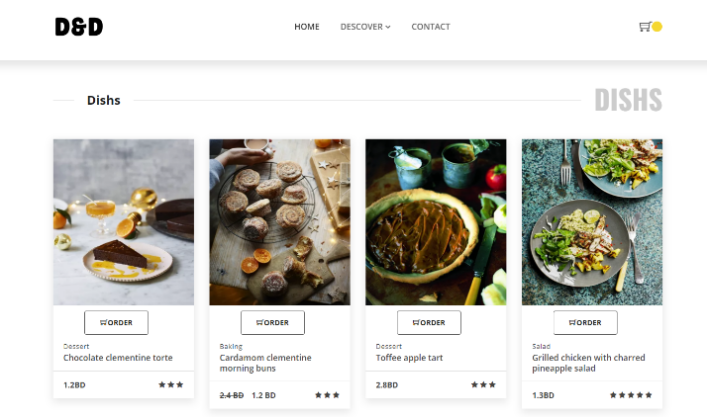 D&D
HOME DESCOVER CONTACT
Dishs
DISHS
ORDER
Dessert
Chocolate clementine torte
1.2BD
ORDER
Baking
Cardamom clementine
morning buns
2.4 BD 1.2 BD
ORDER
Dessert
Toffee apple tart
2.8BD
ORDER
Salad
Grilled chicken with charred
pineapple salad
1.3BD